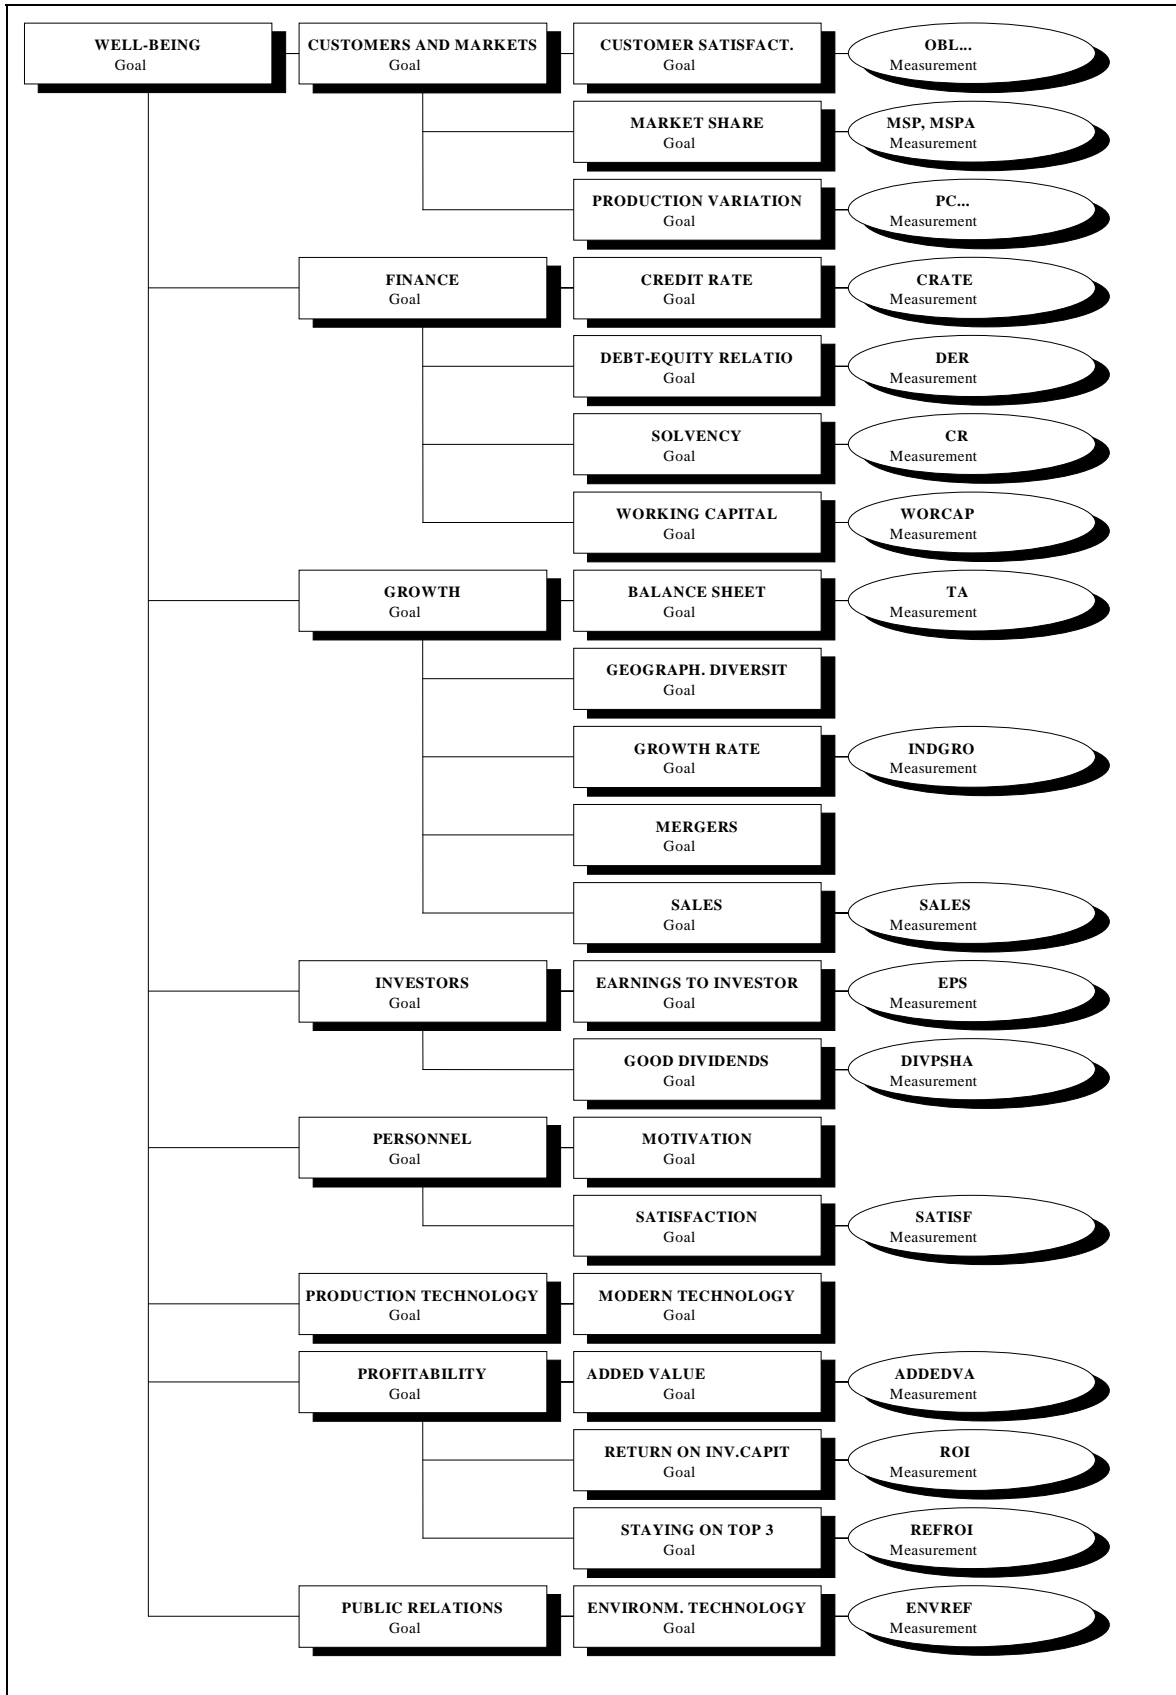 WELL-BEING
Goal
CUSTOMERS AND MARKETS
Goal
CUSTOMER SATISFACT.
Goal
OBL...
Measurement
MARKET SHARE
Goal
MSP, MSPA
Measurement
PRODUCTION VARIATION
Goal
PC...
Measurement
FINANCE
Goal
CREDIT RATE
Goal
CRATE
Measurement
DEBT-EQUITY RELATIO
Goal
DER
Measurement
SOLVENCY
Goal
CR
Measurement
WORKING CAPITAL
Goal
WORCAP
Measurement
GROWTH
Goal
BALANCE SHEET
Goal
TA
Measurement
GEOGRAPH. DIVERSIT
Goal
GROWTH RATE
Goal
INDGRO
Measurement
MERGERS
Goal
SALES
Goal
SALES
Measurement
INVESTORS
Goal
EARNINGS TO INVESTOR
Goal
EPS
Measurement
GOOD DIVIDENDS
Goal
DIVPSHA
Measurement
PERSONNEL
Goal
MOTIVATION
Goal
SATISFACTION
Goal
SATISF
Measurement
PRODUCTION TECHNOLOGY
Goal
MODERN TECHNOLOGY
Goal
PROFITABILITY
Goal
ADDED VALUE
Goal
ADDEDVA
Measurement
RETURN ON INV.CAPIT
Goal
ROI
Measurement
STAYING ON TOP 3
Goal
REFROI
Measurement
PUBLIC RELATIONS
Goal
ENVIRONM. TECHNOLOGY
Goal
ENVREF
Measurement